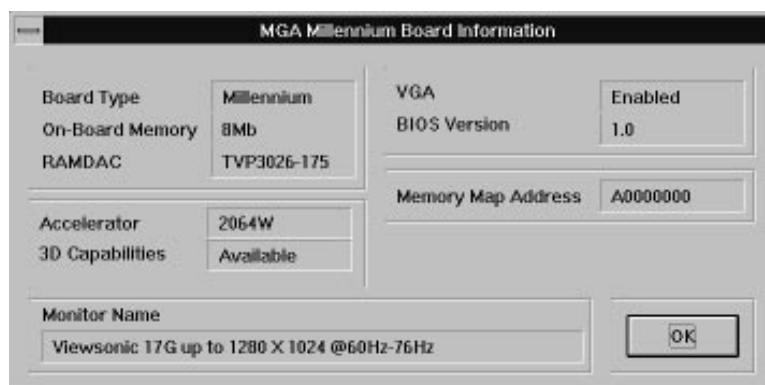 MGA Millennium Board Information
Board Type Millennium
On-Board Memory 8Mb
RAMDAC TVP3026-175
VGA Enabled
BIOS Version 1.0
Memory Map Address A0000000
Accelerator 2064W
3D Capabilities Available
Monitor Name
Viewsonic 17G up to 1280 X 1024 @60Hz-76Hz
OK